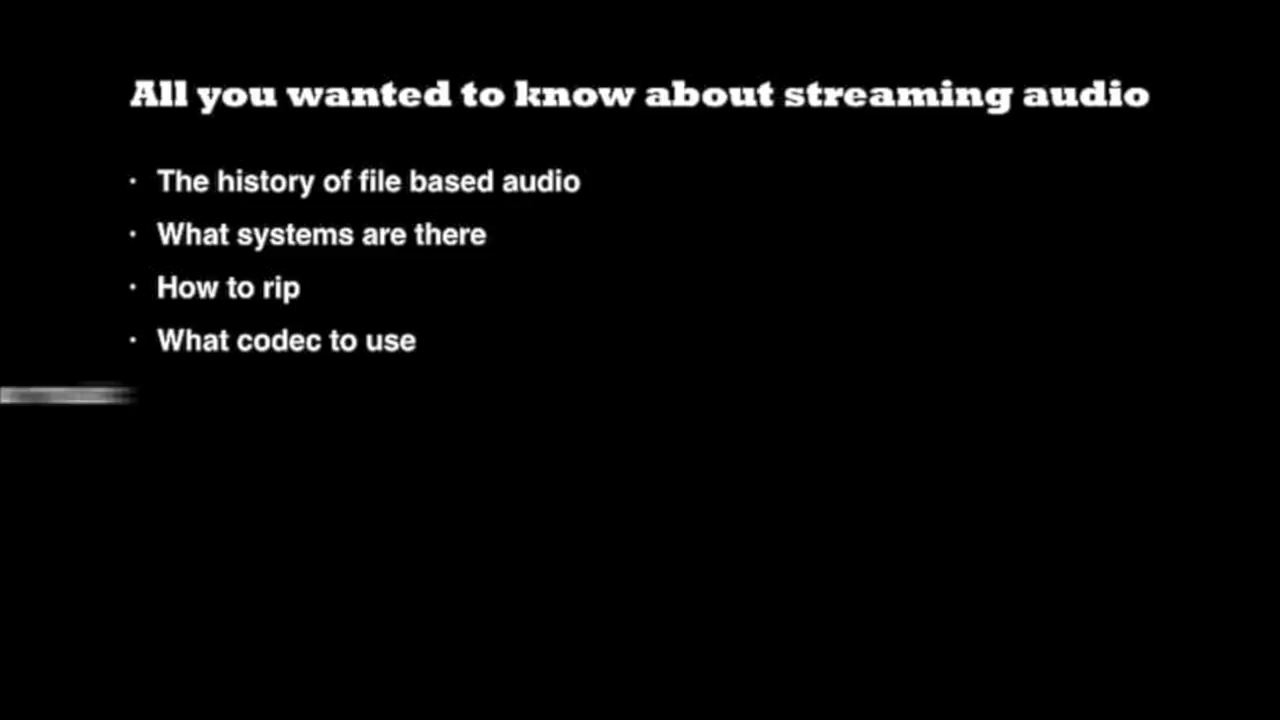 All you wanted to know about streaming audio
· The history of file based audio
· What systems are there
· How to rip
· What codec to use